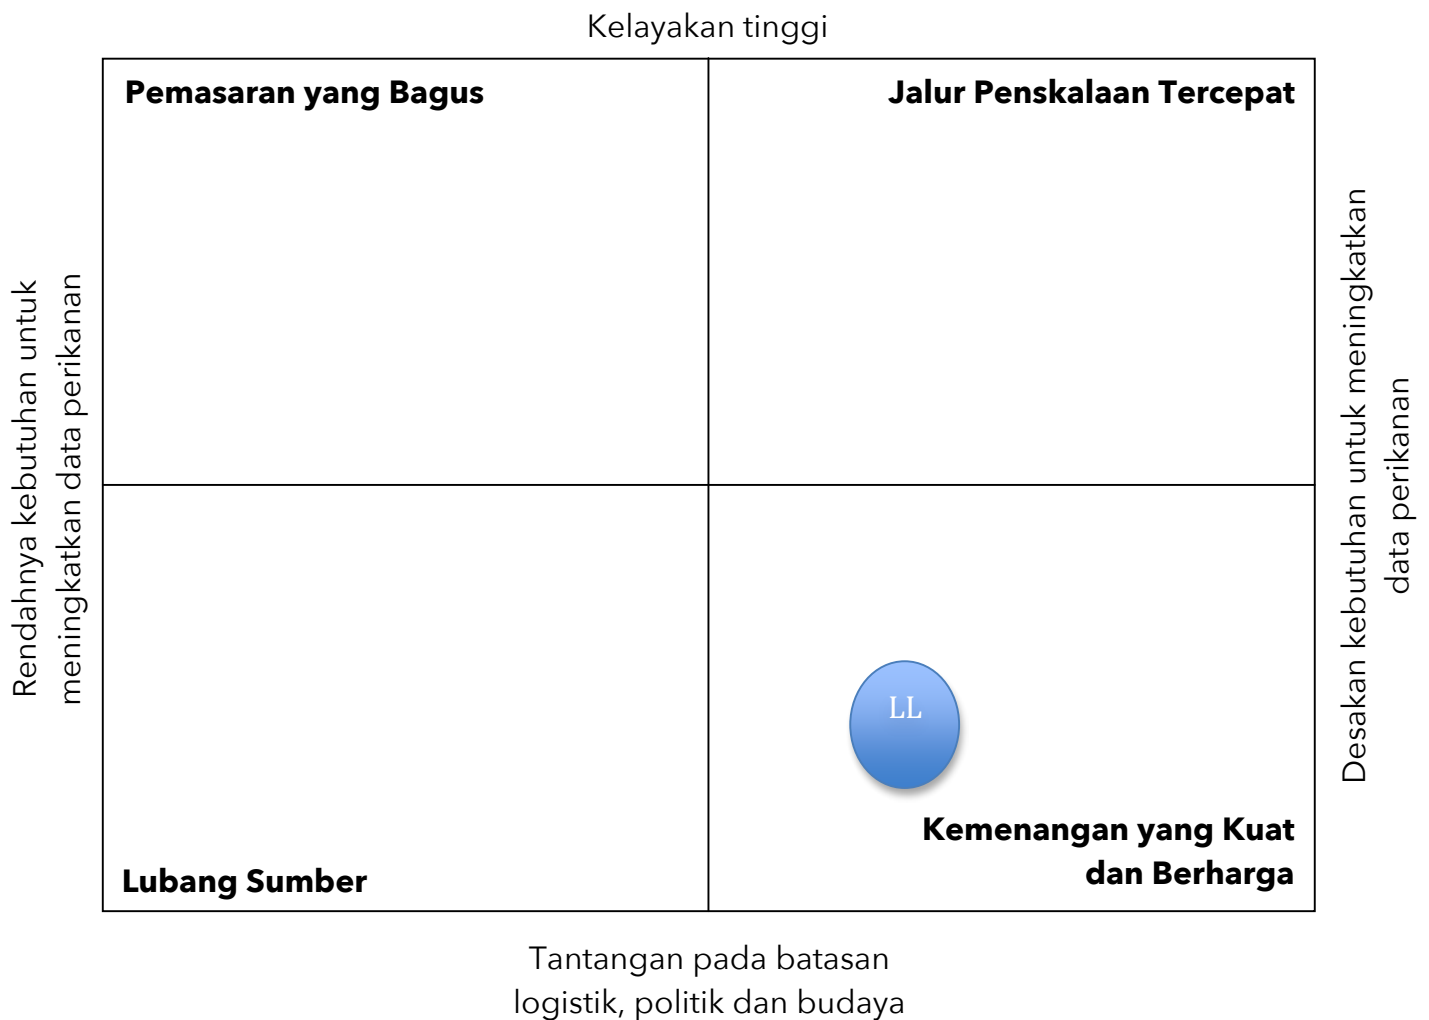 Kelayakan tinggi
Pemasaran yang Bagus
Jalur Penskalaan Tercepat
Rendahnya kebutuhan untuk
meningkatkan data perikanan
Desakan kebutuhan untuk meningkatkan
data perikanan
LL
Kemenangan yang Kuat
dan Berharga
Lubang Sumber
Tantangan pada batasan
logistik, politik dan budaya